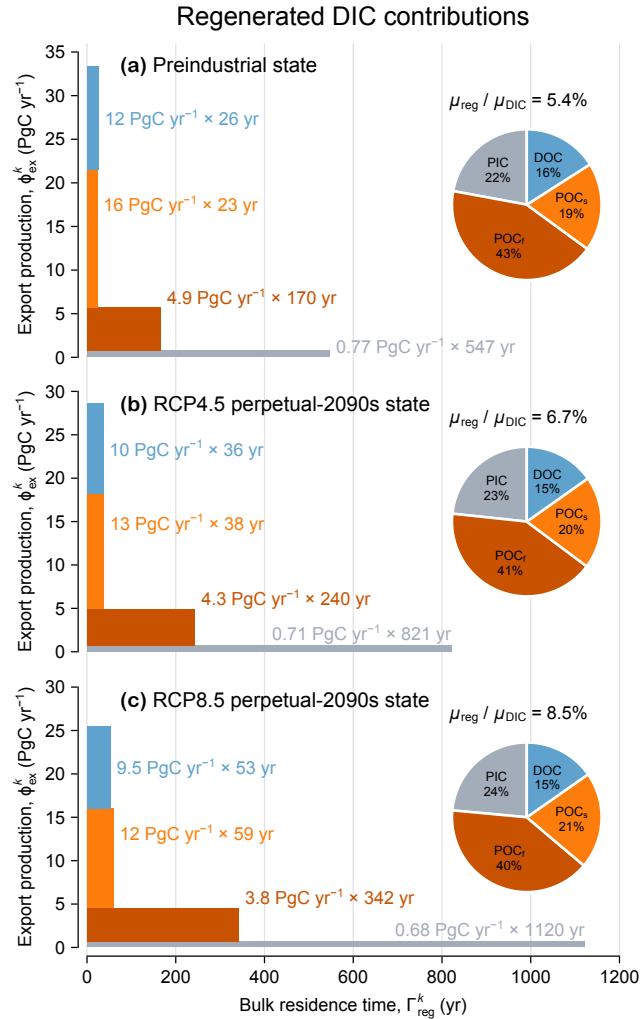 Regenerated DIC contributions
(a) Preindustrial state
Export production, ϕᵏₑₓ (PgC yr⁻¹)
35
30
25
20
15
10
5
0
12 PgC yr⁻¹ × 26 yr
16 PgC yr⁻¹ × 23 yr
4.9 PgC yr⁻¹ × 170 yr
0.77 PgC yr⁻¹ × 547 yr
μreg / μDIC = 5.4%
PIC
22%
DOC
16%
POCₛ
19%
POCf
43%
(b) RCP4.5 perpetual-2090s state
Export production, ϕᵏₑₓ (PgC yr⁻¹)
30
25
20
15
10
5
0
10 PgC yr⁻¹ × 36 yr
13 PgC yr⁻¹ × 38 yr
4.3 PgC yr⁻¹ × 240 yr
0.71 PgC yr⁻¹ × 821 yr
μreg / μDIC = 6.7%
PIC
23%
DOC
15%
POCₛ
20%
POCf
41%
(c) RCP8.5 perpetual-2090s state
Export production, ϕᵏₑₓ (PgC yr⁻¹)
30
25
20
15
10
5
0
9.5 PgC yr⁻¹ × 53 yr
12 PgC yr⁻¹ × 59 yr
3.8 PgC yr⁻¹ × 342 yr
0.68 PgC yr⁻¹ × 1120 yr
μreg / μDIC = 8.5%
PIC
24%
DOC
15%
POCₛ
21%
POCf
40%
0 200 400 600 800 1000 1200
Bulk residence time, Γᵏreg (yr)